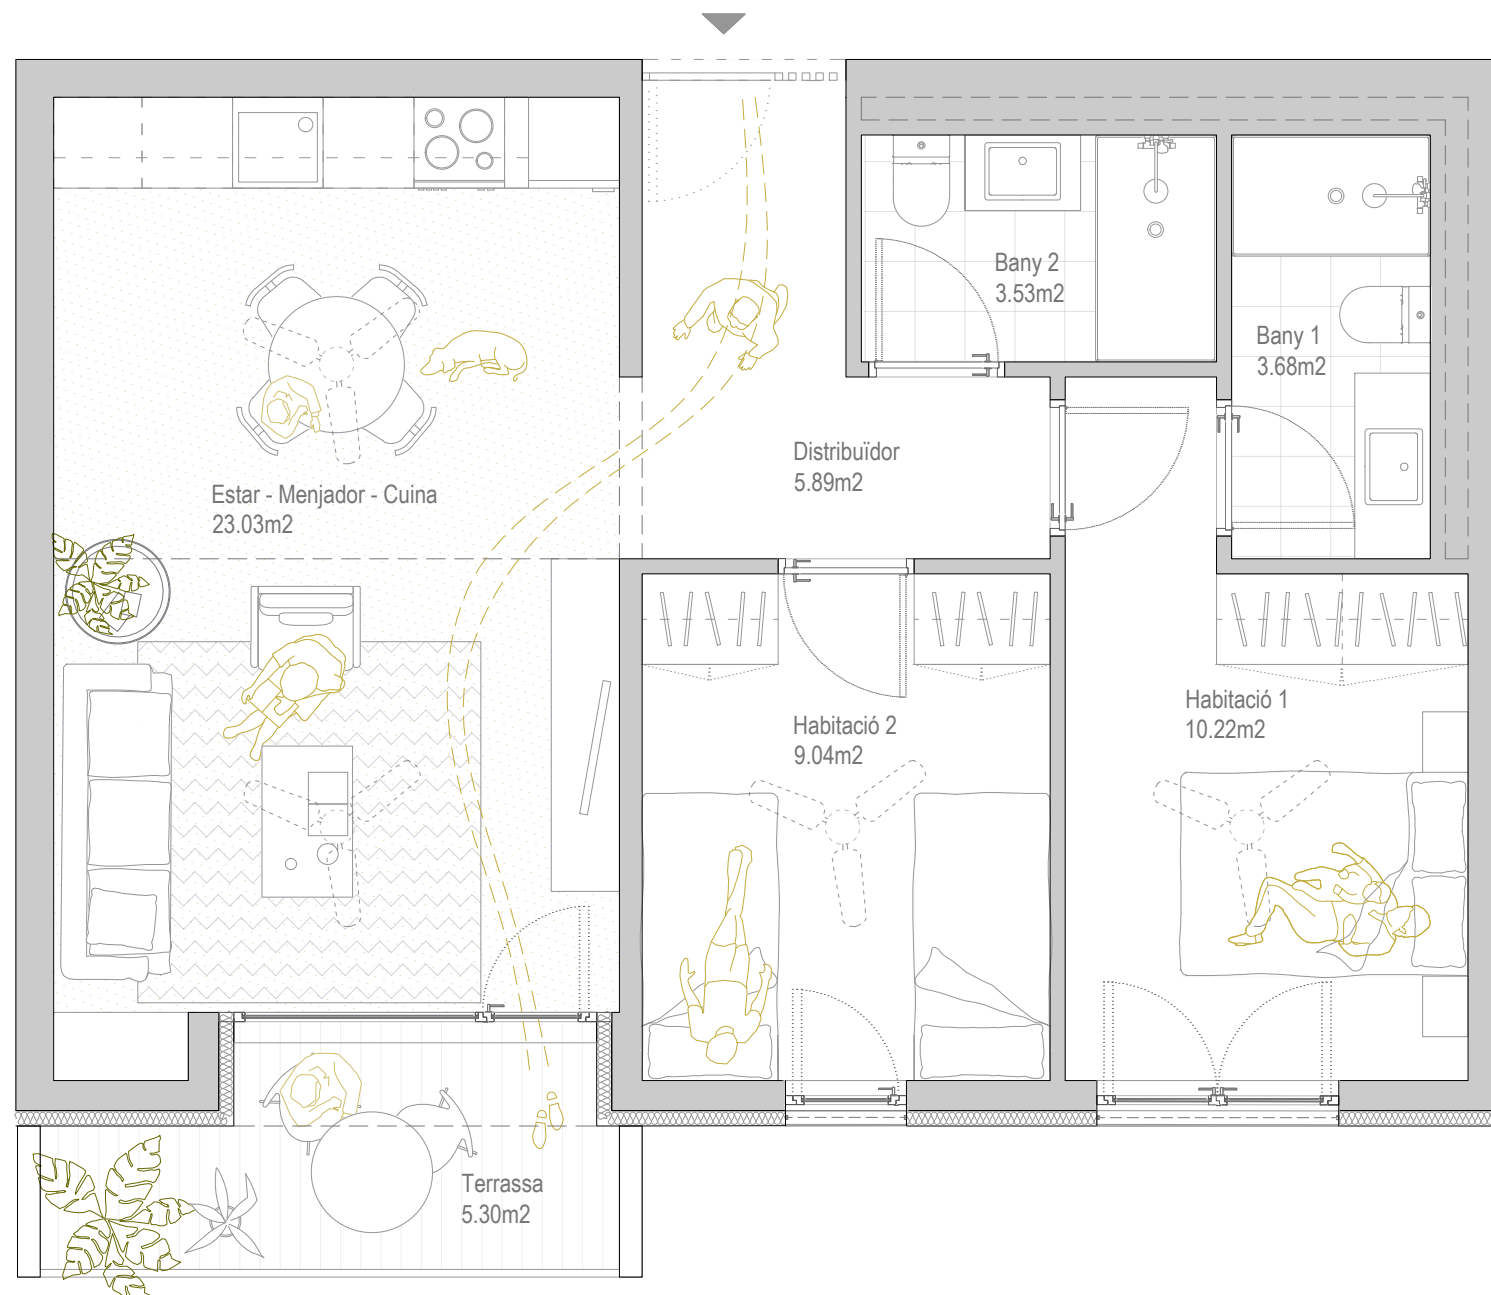 Bany 2
3.53m2
Bany 1
3.68m2
Distribuïdor
5.89m2
Estar - Menjador - Cuina
23.03m2
Habitació 1
10.22m2
Habitació 2
9.04m2
Terrassa
5.30m2